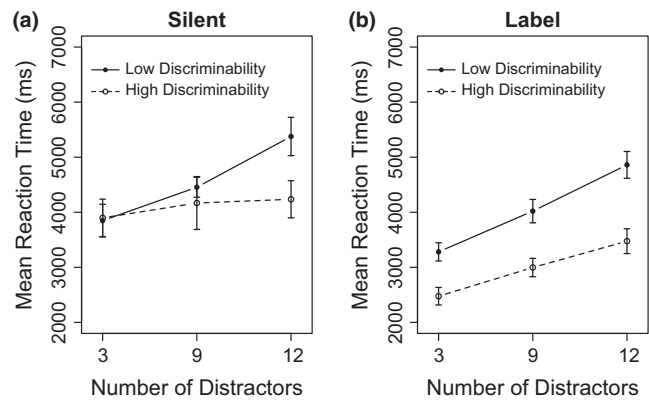 (a) Silent
Mean Reaction Time (ms)
7000
6000
5000
4000
3000
2000
Low Discriminability
High Discriminability
3 9 12
Number of Distractors
(b) Label
Mean Reaction Time (ms)
7000
6000
5000
4000
3000
2000
Low Discriminability
High Discriminability
3 9 12
Number of Distractors